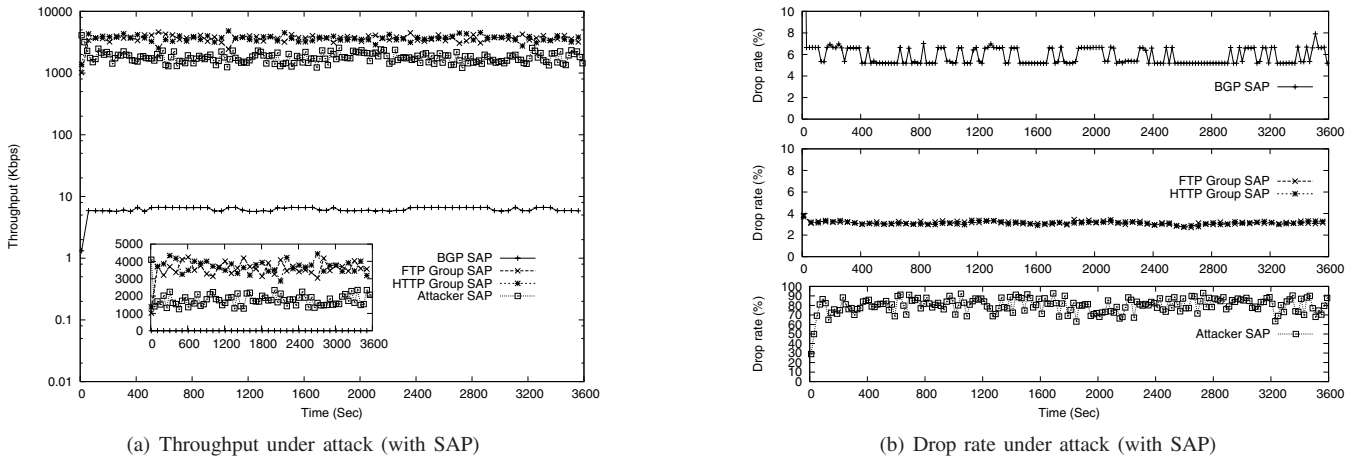 10000
1000
100
10
1
0.1
0.01
Throughput (Kbps)
0 400 800 1200 1600 2000 2400 2800 3200 3600
Time (Sec)
BGP SAP
FTP Group SAP
HTTP Group SAP
Attacker SAP
5000
4000
3000
2000
1000
0
0 600 1200 1800 2400 3000 3600
(a) Throughput under attack (with SAP)
10
8
6
4
2
0
Drop rate (%)
BGP SAP
0 400 800 1200 1600 2000 2400 2800 3200 3600
10
8
6
4
2
0
Drop rate (%)
FTP Group SAP
HTTP Group SAP
0 400 800 1200 1600 2000 2400 2800 3200 3600
100
90
80
70
60
50
40
30
20
10
0
Drop rate (%)
Attacker SAP
0 400 800 1200 1600 2000 2400 2800 3200 3600
Time (Sec)
(b) Drop rate under attack (with SAP)